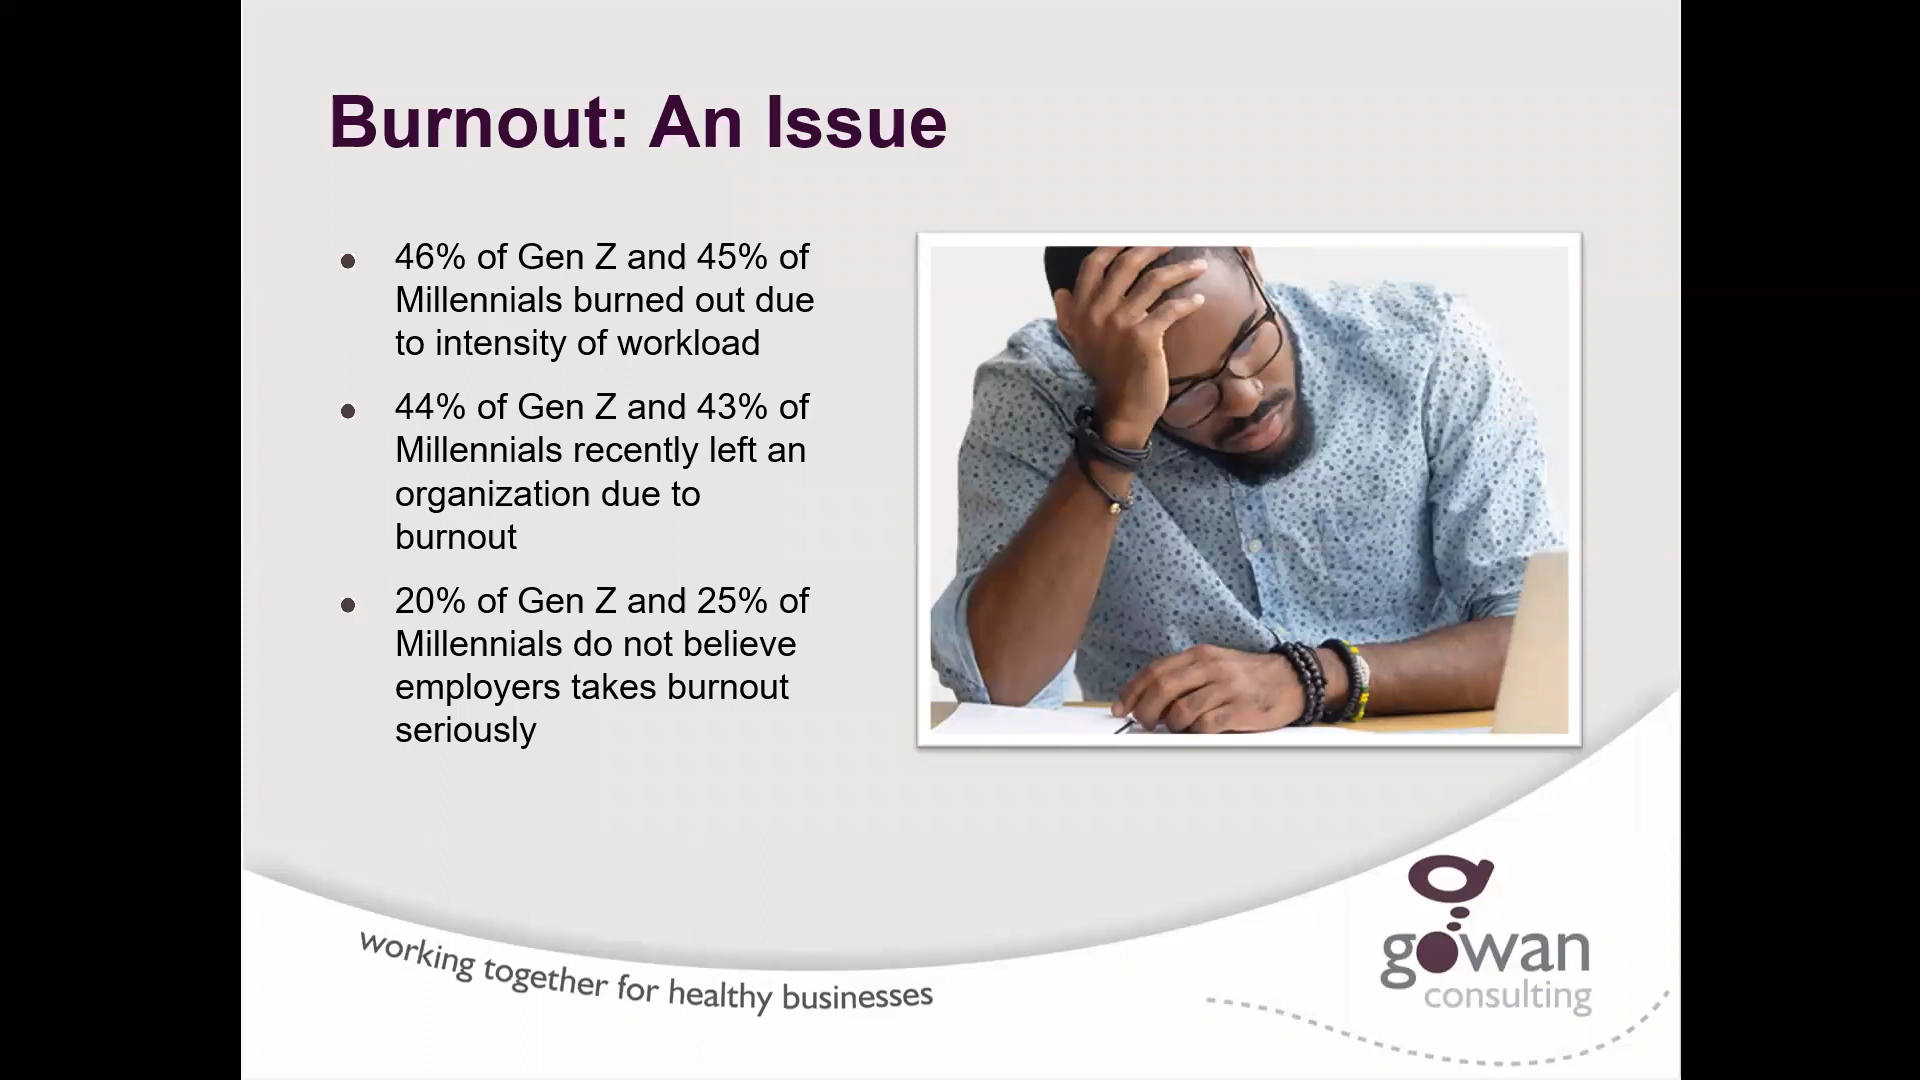 Burnout: An Issue
46% of Gen Z and 45% of
Millennials burned out due
to intensity of workload
44% of Gen Z and 43% of
Millennials recently left an
organization due to
burnout
20% of Gen Z and 25% of
Millennials do not believe
employers takes burnout
seriously
working together for healthy businesses
gowan
consulting